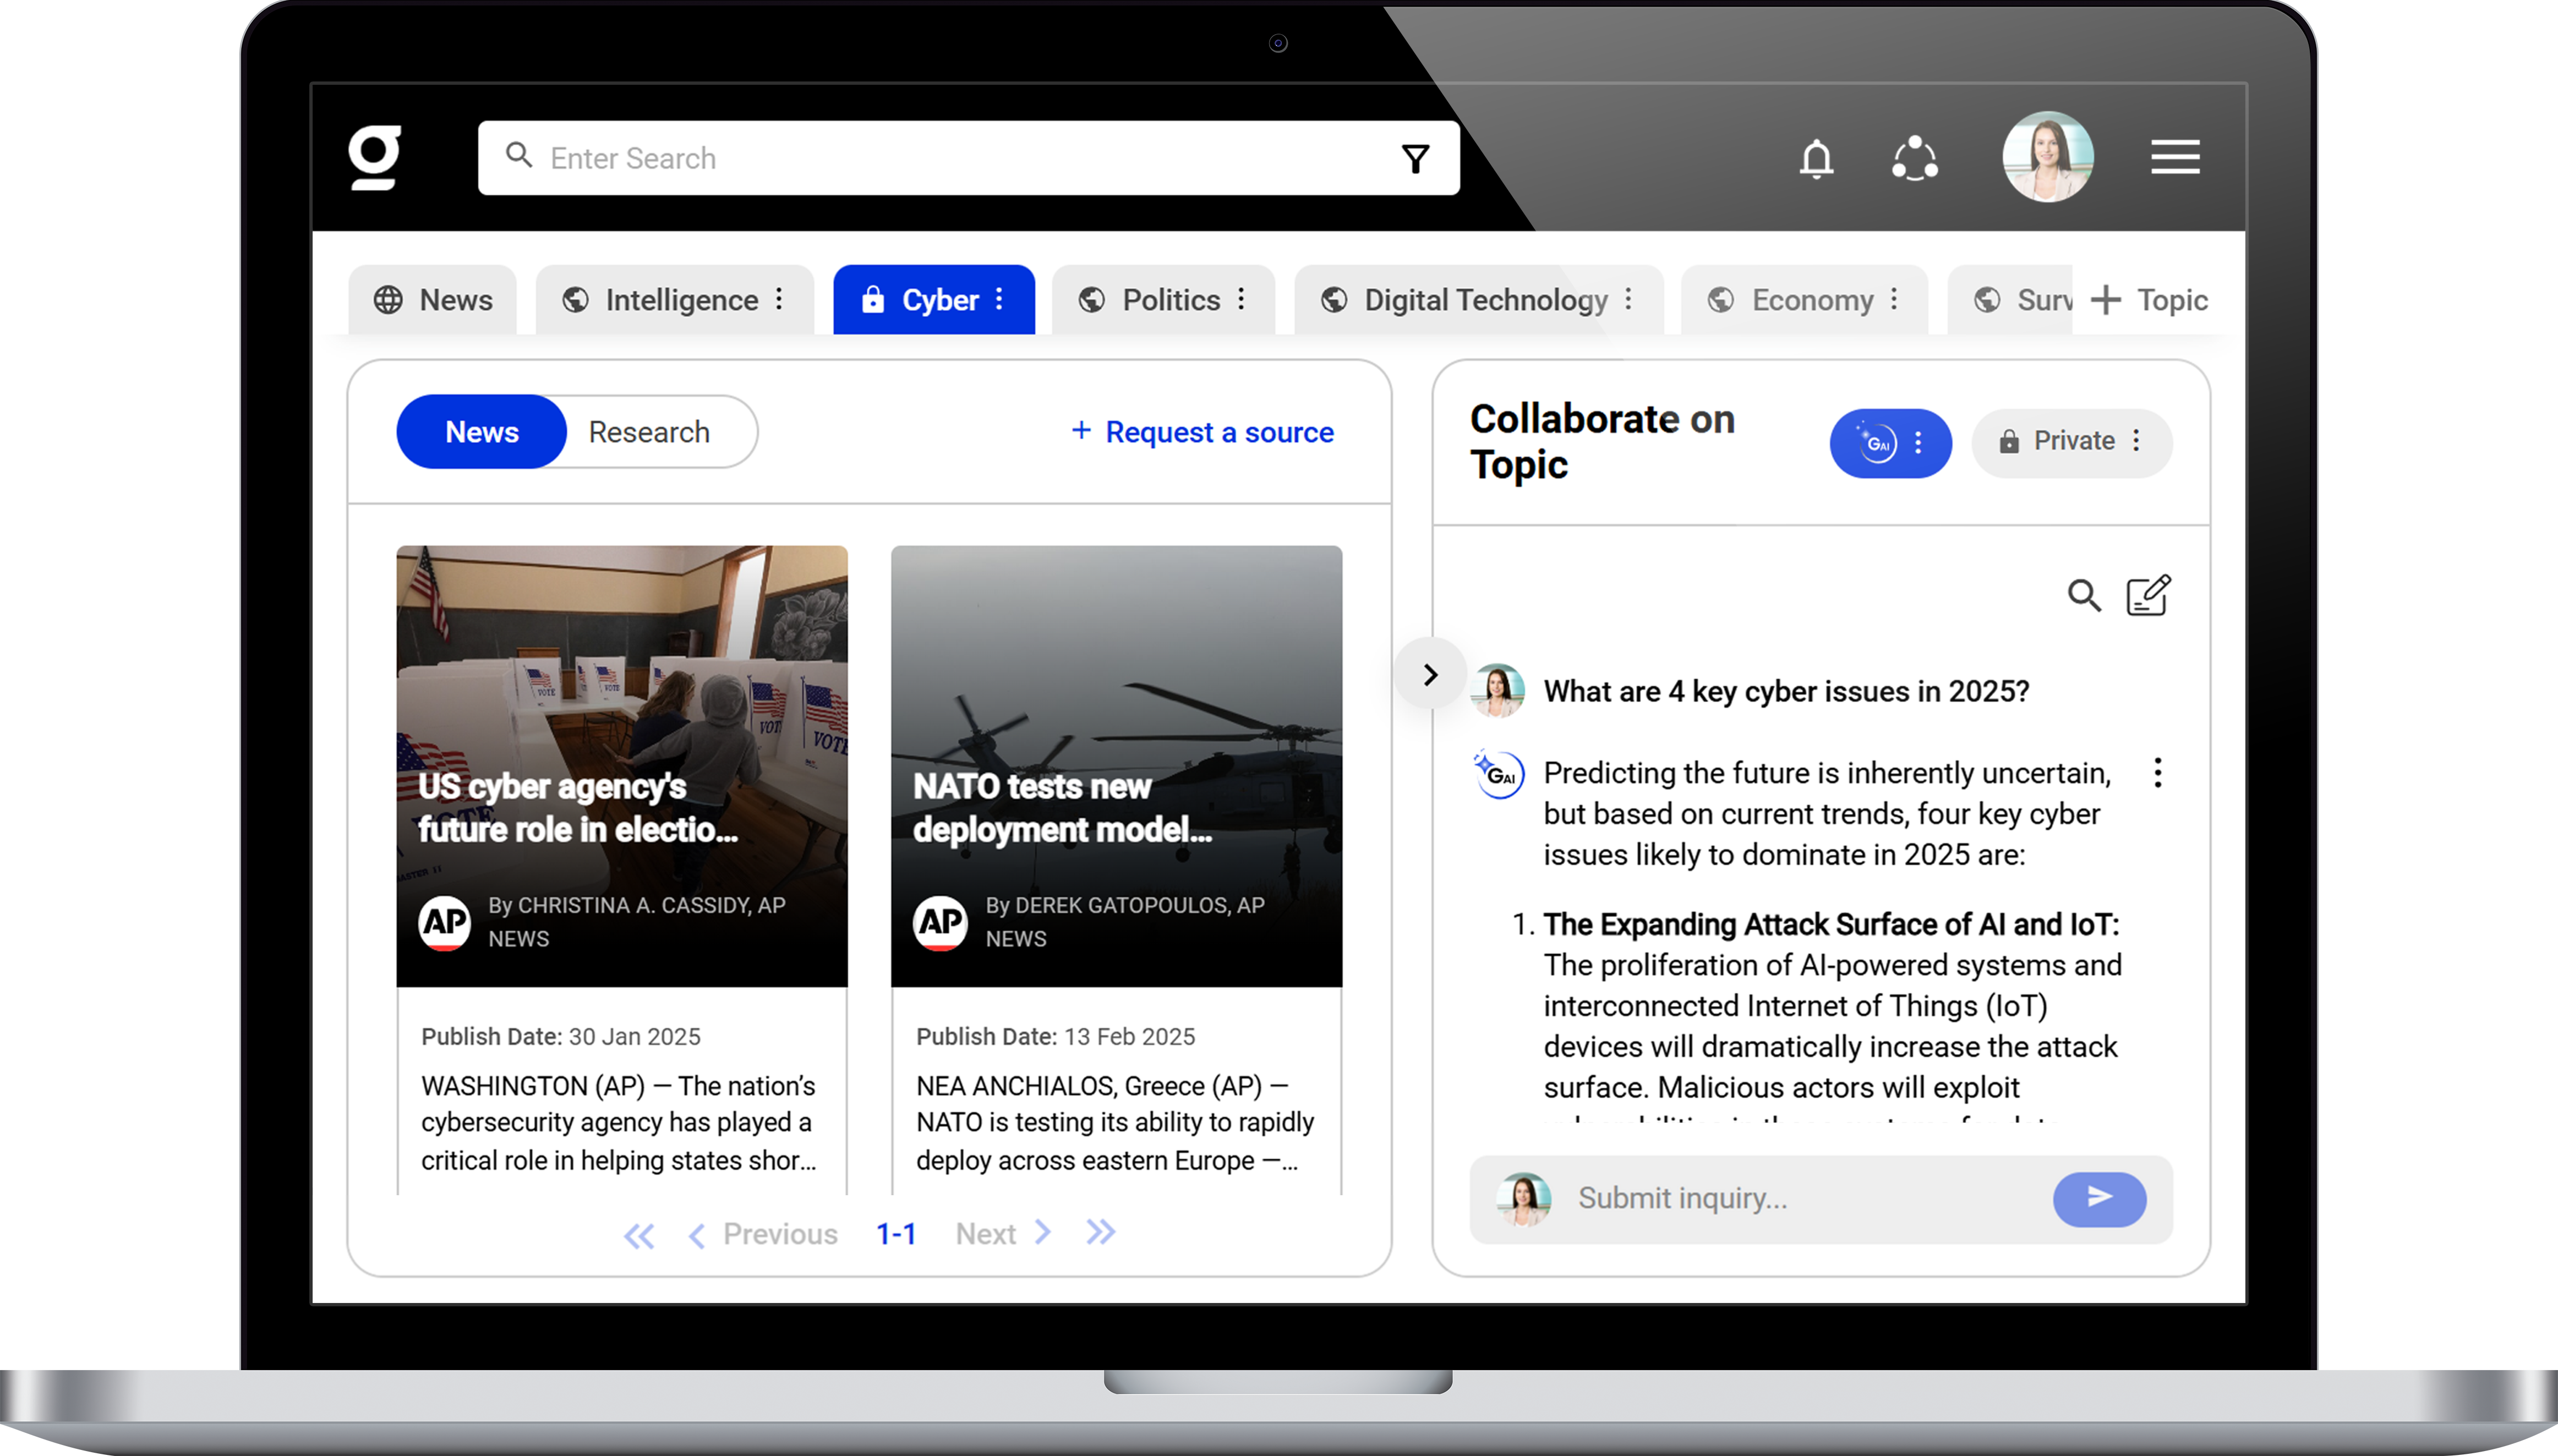 g
Enter Search
News
Intelligence
Cyber
Politics
Digital Technology
Economy
Surv
+ Topic
News
Research
+ Request a source
VOTE
VOTE
VOTE
VOTE
US cyber agency's
future role in electio...
AP
By CHRISTINA A. CASSIDY, AP
NEWS
Publish Date: 30 Jan 2025
WASHINGTON (AP) — The nation's
cybersecurity agency has played a
critical role in helping states shor...
NATO tests new
deployment model...
AP
By DEREK GATOPOULOS, AP
NEWS
Publish Date: 13 Feb 2025
NEA ANCHIALOS, Greece (AP) —
NATO is testing its ability to rapidly
deploy across eastern Europe —...
Previous
1-1
Next
Collaborate on
Topic
GAI
Private
What are 4 key cyber issues in 2025?
GAI
Predicting the future is inherently uncertain,
but based on current trends, four key cyber
issues likely to dominate in 2025 are:
1. The Expanding Attack Surface of AI and IoT:
The proliferation of AI-powered systems and
interconnected Internet of Things (IoT)
devices will dramatically increase the attack
surface. Malicious actors will exploit
Submit inquiry...